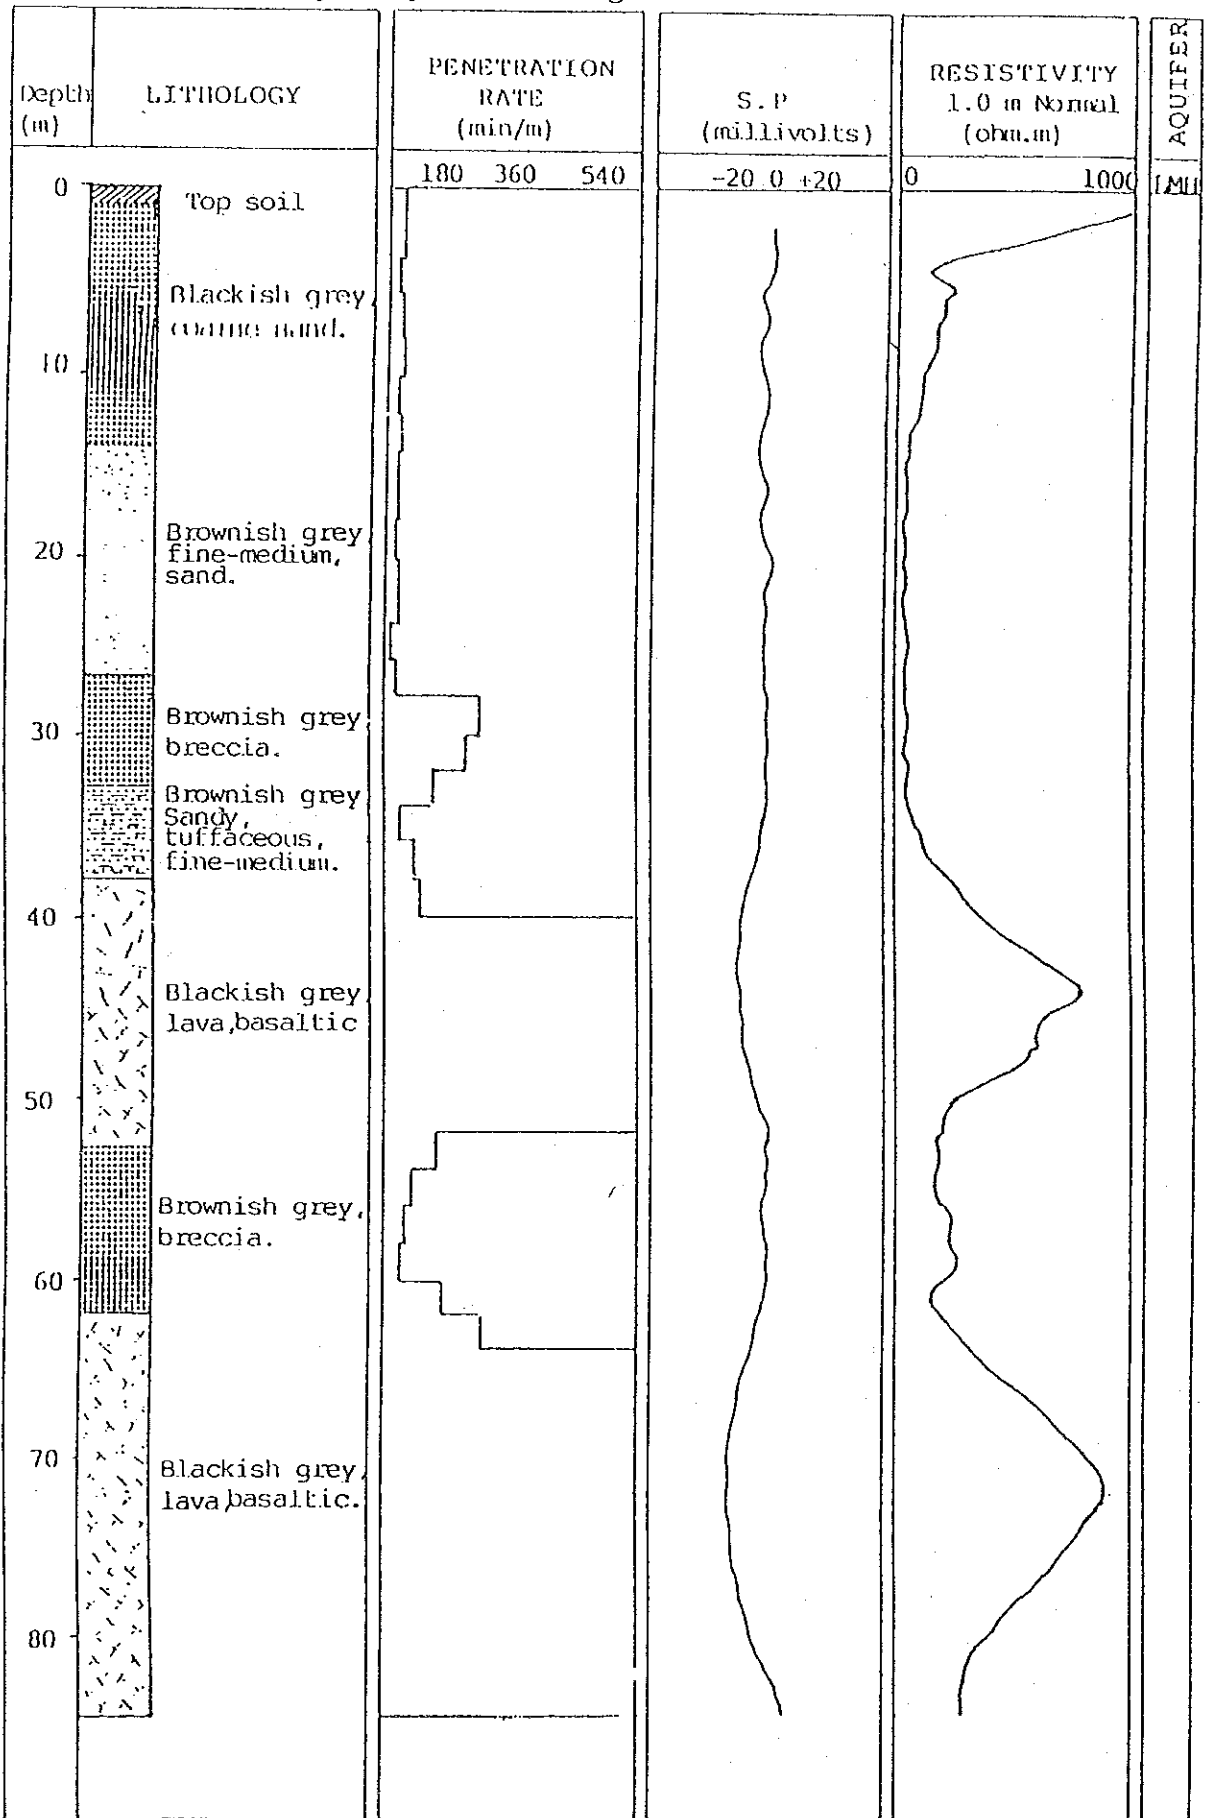 Depth
(m)
LITHOLOGY
PENETRATION
RATE
(min/m)
180 360 540
S.P
(millivolts)
-20 0 +20
RESISTIVITY
1.0 m Normal
(ohm.m)
0 1000
AQUIFER
0
Top soil
Blackish grey,
coarse sand.
10
Brownish grey
fine-medium,
sand.
20
30
Brownish grey
breccia.
Brownish grey
Sandy,
tuffaceous,
fine-medium.
40
Blackish grey
lava,basaltic
50
Brownish grey,
breccia.
60
70
Blackish grey,
lava,basaltic.
80